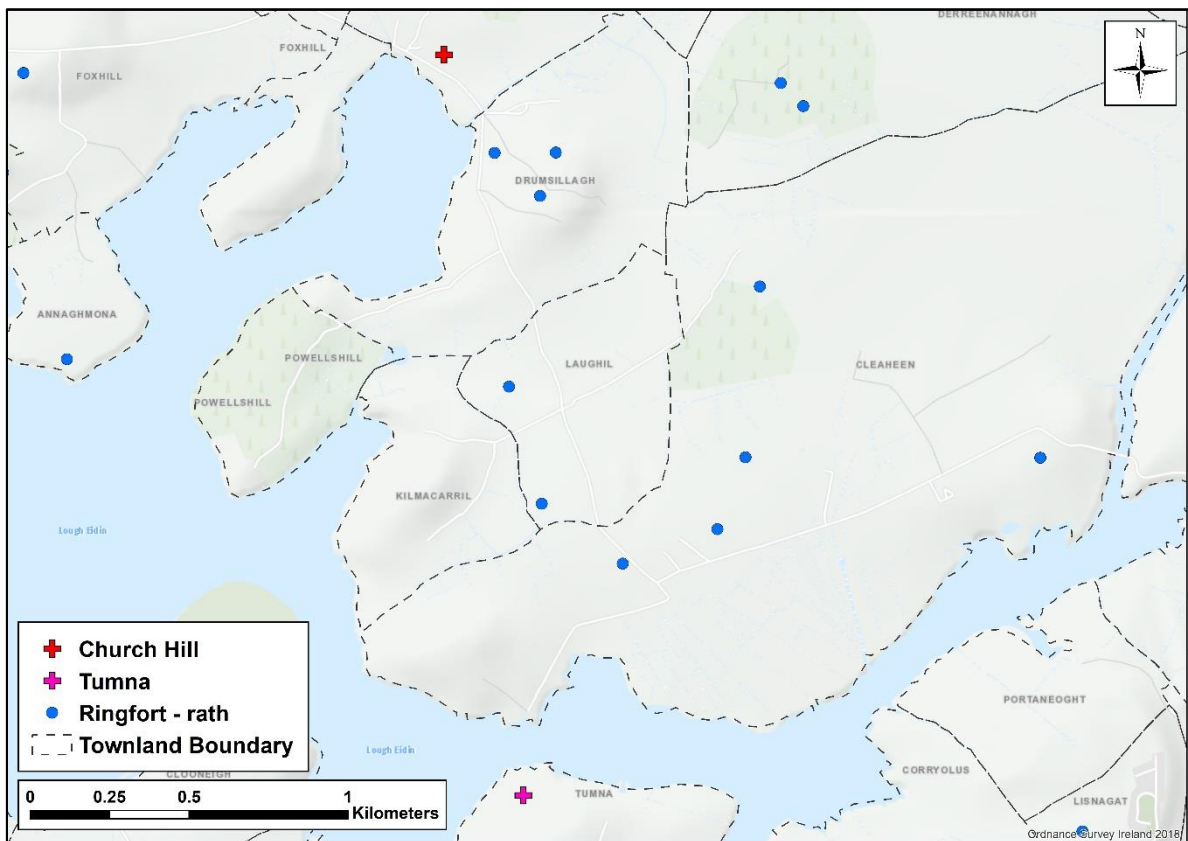 DERREENANNAGH
N
FOXHILL
FOXHILL
DRUMSILLAGH
ANNAGHMONA
POWELLSHILL
LAUGHIL
CLEAHEEN
POWELLSHILL
KILMACARRIL
Lough Eidin
Church Hill
Tumna
Ringfort - rath
Townland Boundary
PORTANEOGHT
Lough Eidin
CORRYOLUS
CLOONEIGH
TUMNA
LISNAGAT
0 0.25 0.5 1
Kilometers
Ordnance Survey Ireland 2018